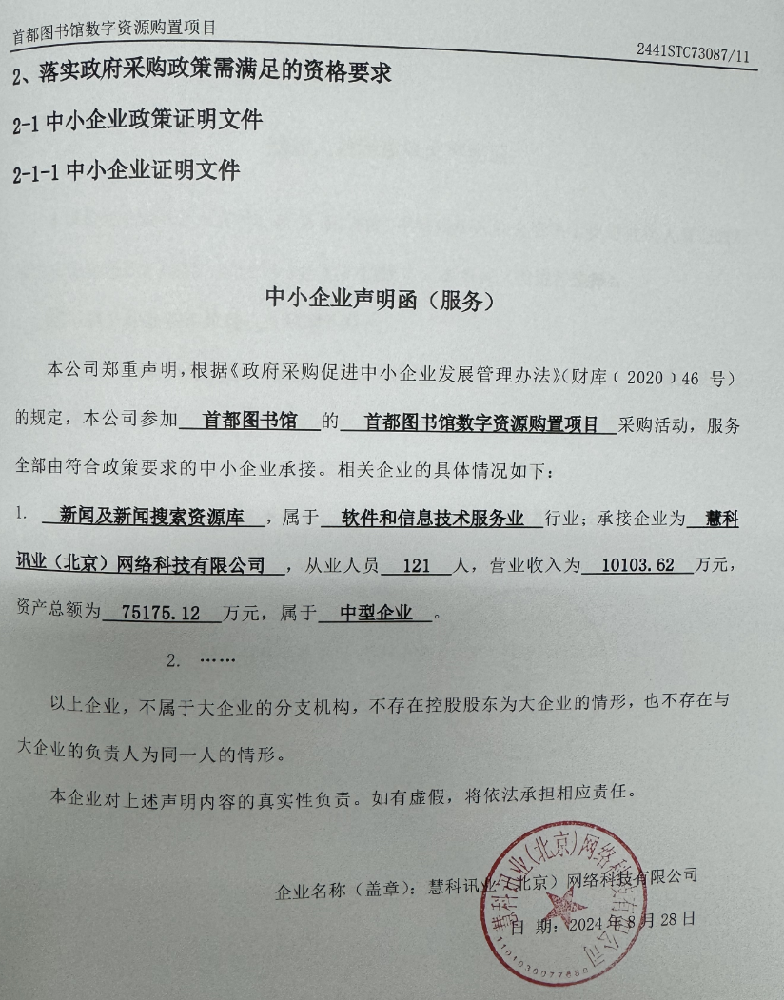 首都图书馆数字资源购置项目
2441STC73087/11
2、落实政府采购政策需满足的资格要求
2-1 中小企业政策证明文件
2-1-1 中小企业证明文件
中小企业声明函（服务）
本公司郑重声明，根据《政府采购促进中小企业发展管理办法》（财库﹝2020﹞46 号）
的规定，本公司参加 首都图书馆 的 首都图书馆数字资源购置项目 采购活动，服务
全部由符合政策要求的中小企业承接。相关企业的具体情况如下：
1. 新闻及新闻搜索资源库 ，属于 软件和信息技术服务业 行业；承接企业为 慧科
讯业（北京）网络科技有限公司 ，从业人员 121 人，营业收入为 10103.62 万元，
资产总额为 75175.12 万元，属于 中型企业 。
2. ……
以上企业，不属于大企业的分支机构，不存在控股股东为大企业的情形，也不存在与
大企业的负责人为同一人的情形。
本企业对上述声明内容的真实性负责。如有虚假，将依法承担相应责任。
企业名称（盖章）：慧科讯业（北京）网络科技有限公司
日 期：2024 年 8 月 28 日
慧科讯业（北京）网络科技有限公司